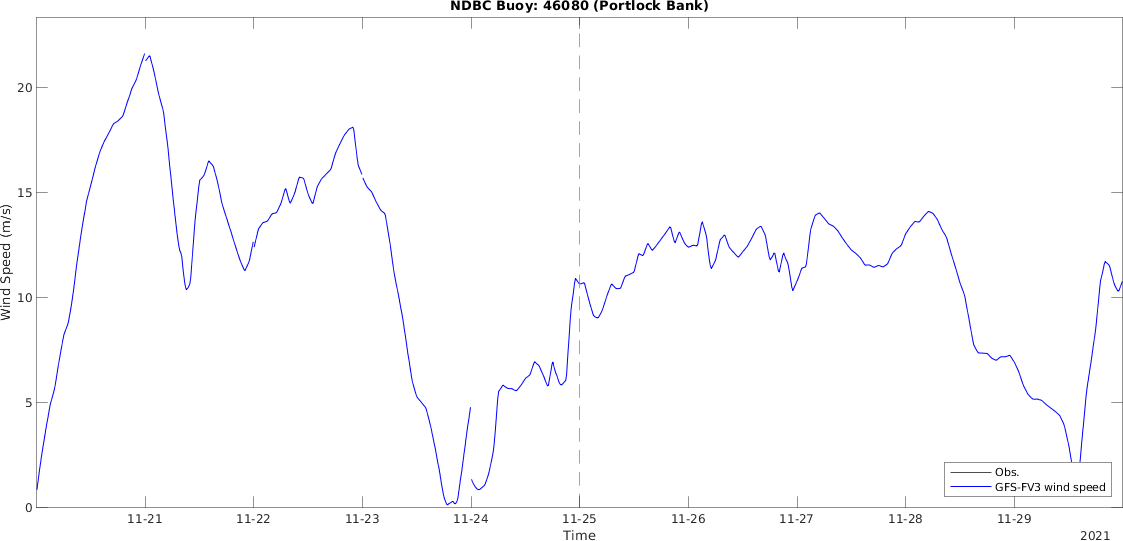 NDBC Buoy: 46080 (Portlock Bank)
Wind Speed (m/s)
20
15
10
5
0
11-21 11-22 11-23 11-24 11-25 11-26 11-27 11-28 11-29
Time
2021
Obs.
GFS-FV3 wind speed